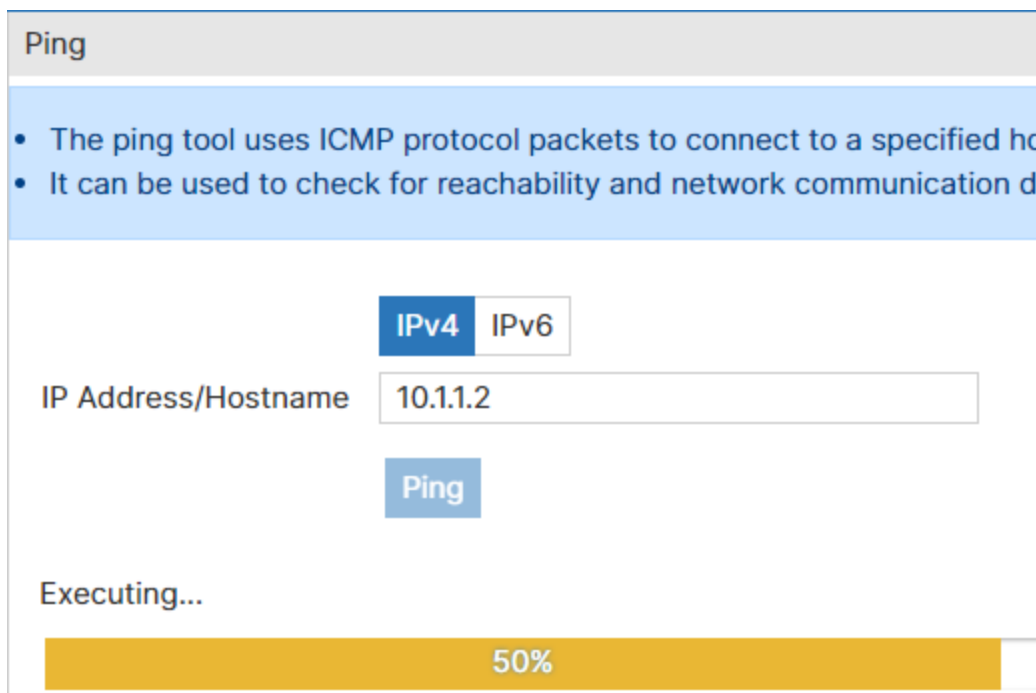 Ping
• The ping tool uses ICMP protocol packets to connect to a specified
• It can be used to check for reachability and network communication
IPv4 IPv6
IP Address/Hostname 10.1.1.2
Ping
Executing...
50%